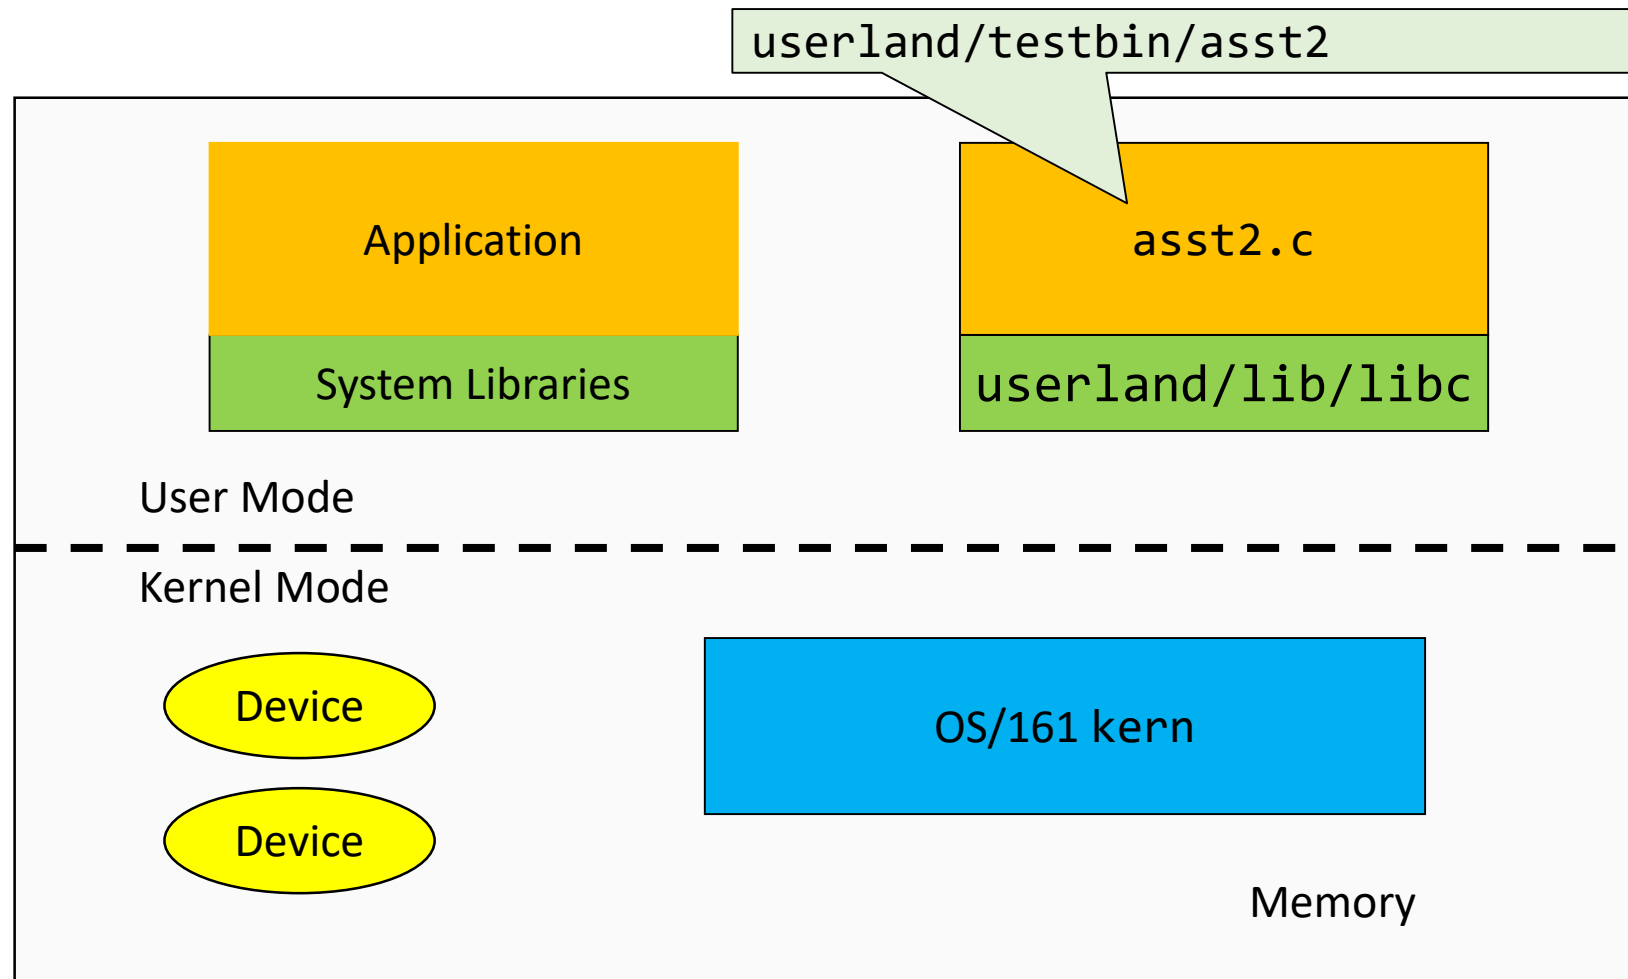 userland/testbin/asst2
Application
asst2.c
System Libraries
userland/lib/libc
User Mode
Kernel Mode
Device
OS/161 kern
Device
Memory